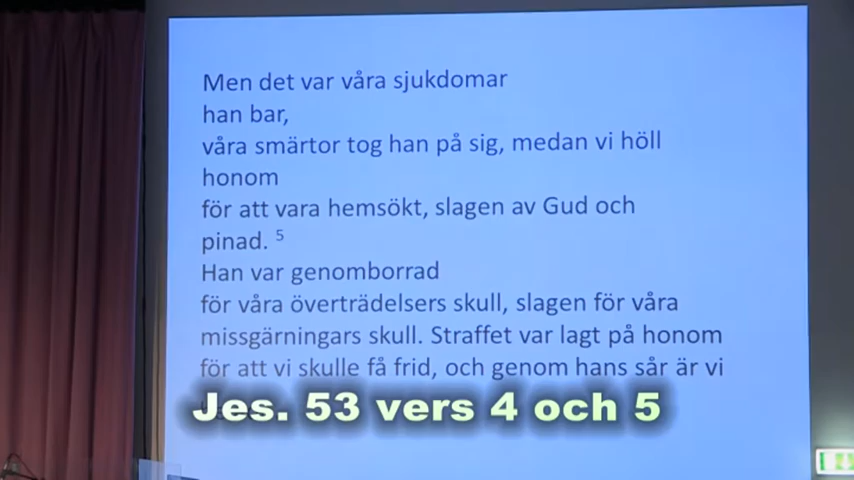 Men det var våra sjukdomar
han bar,
våra smärtor tog han på sig, medan vi höll
honom
för att vara hemsökt, slagen av Gud och
pinad. 5
Han var genomborrad
för våra överträdelsers skull, slagen för våra
missgärningars skull. Straffet var lagt på honom
för att vi skulle få frid, och genom hans sår är vi
Jes. 53 vers 4 och 5